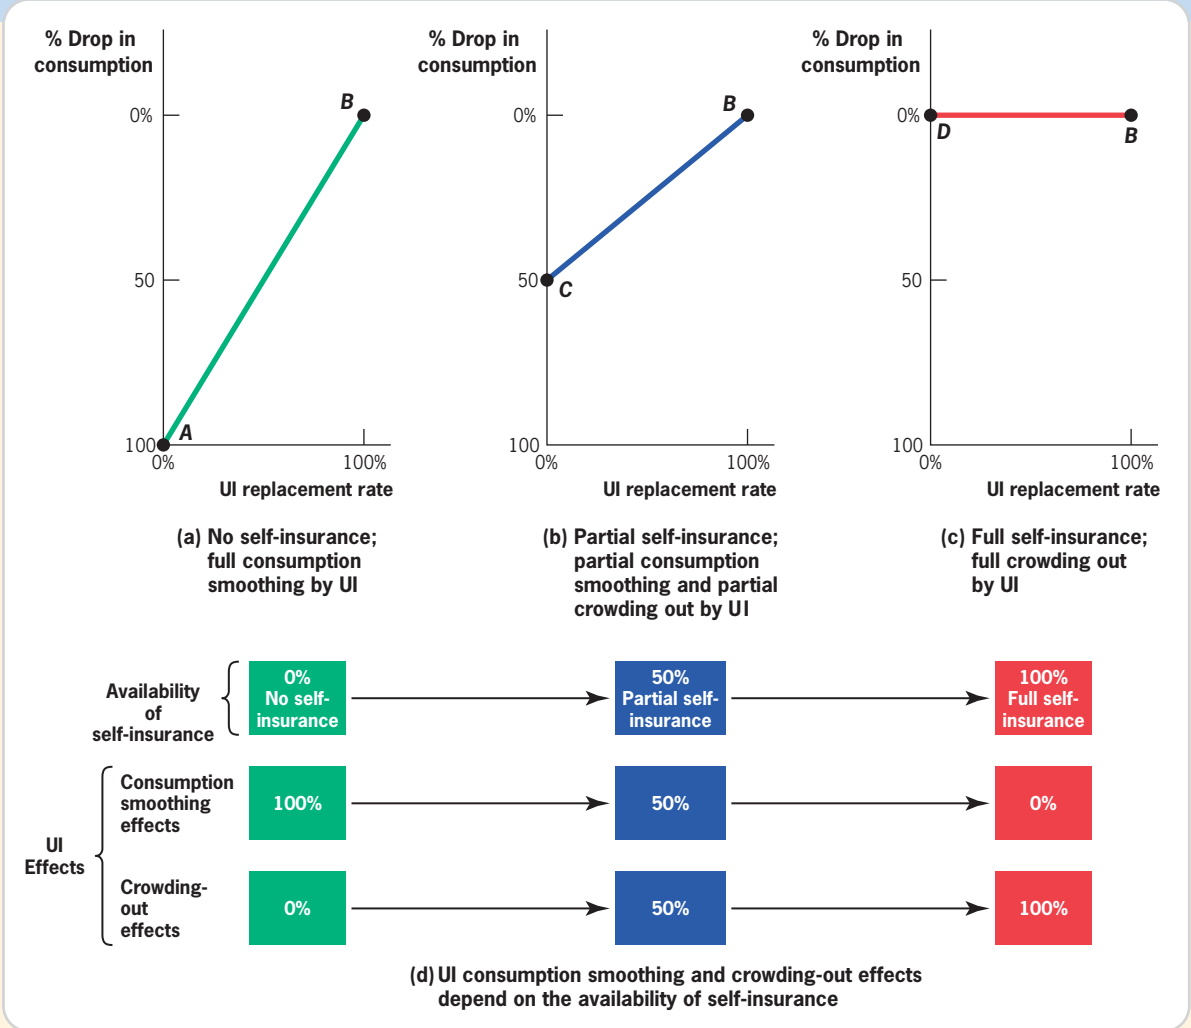 % Drop in
consumption
B
0%
50
A
100
0%
100%
UI replacement rate
(a) No self-insurance;
full consumption
smoothing by UI
% Drop in
consumption
B
0%
50
C
100
0%
100%
UI replacement rate
(b) Partial self-insurance;
partial consumption
smoothing and partial
crowding out by UI
% Drop in
consumption
0%
D
B
50
100
0%
100%
UI replacement rate
(c) Full self-insurance;
full crowding out
by UI
Availability
of
self-insurance
0%
No self-
insurance
50%
Partial self-
insurance
100%
Full self-
insurance
UI
Effects
Consumption
smoothing
effects
100%
50%
0%
Crowding-
out
effects
0%
50%
100%
(d) UI consumption smoothing and crowding-out effects
depend on the availability of self-insurance